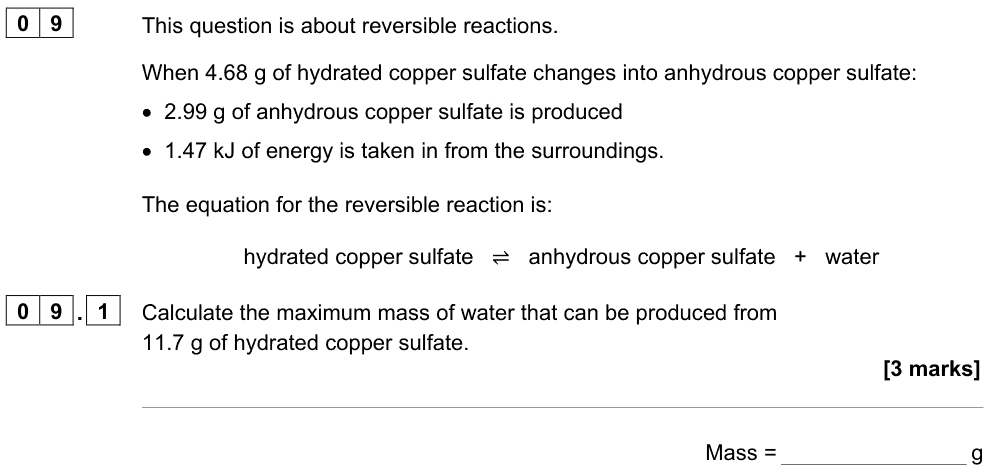 0 9 This question is about reversible reactions.
When 4.68 g of hydrated copper sulfate changes into anhydrous copper sulfate:
• 2.99 g of anhydrous copper sulfate is produced
• 1.47 kJ of energy is taken in from the surroundings.
The equation for the reversible reaction is:
hydrated copper sulfate ⇌ anhydrous copper sulfate + water
0 9 . 1 Calculate the maximum mass of water that can be produced from
11.7 g of hydrated copper sulfate.
[3 marks]
Mass = ________________ g